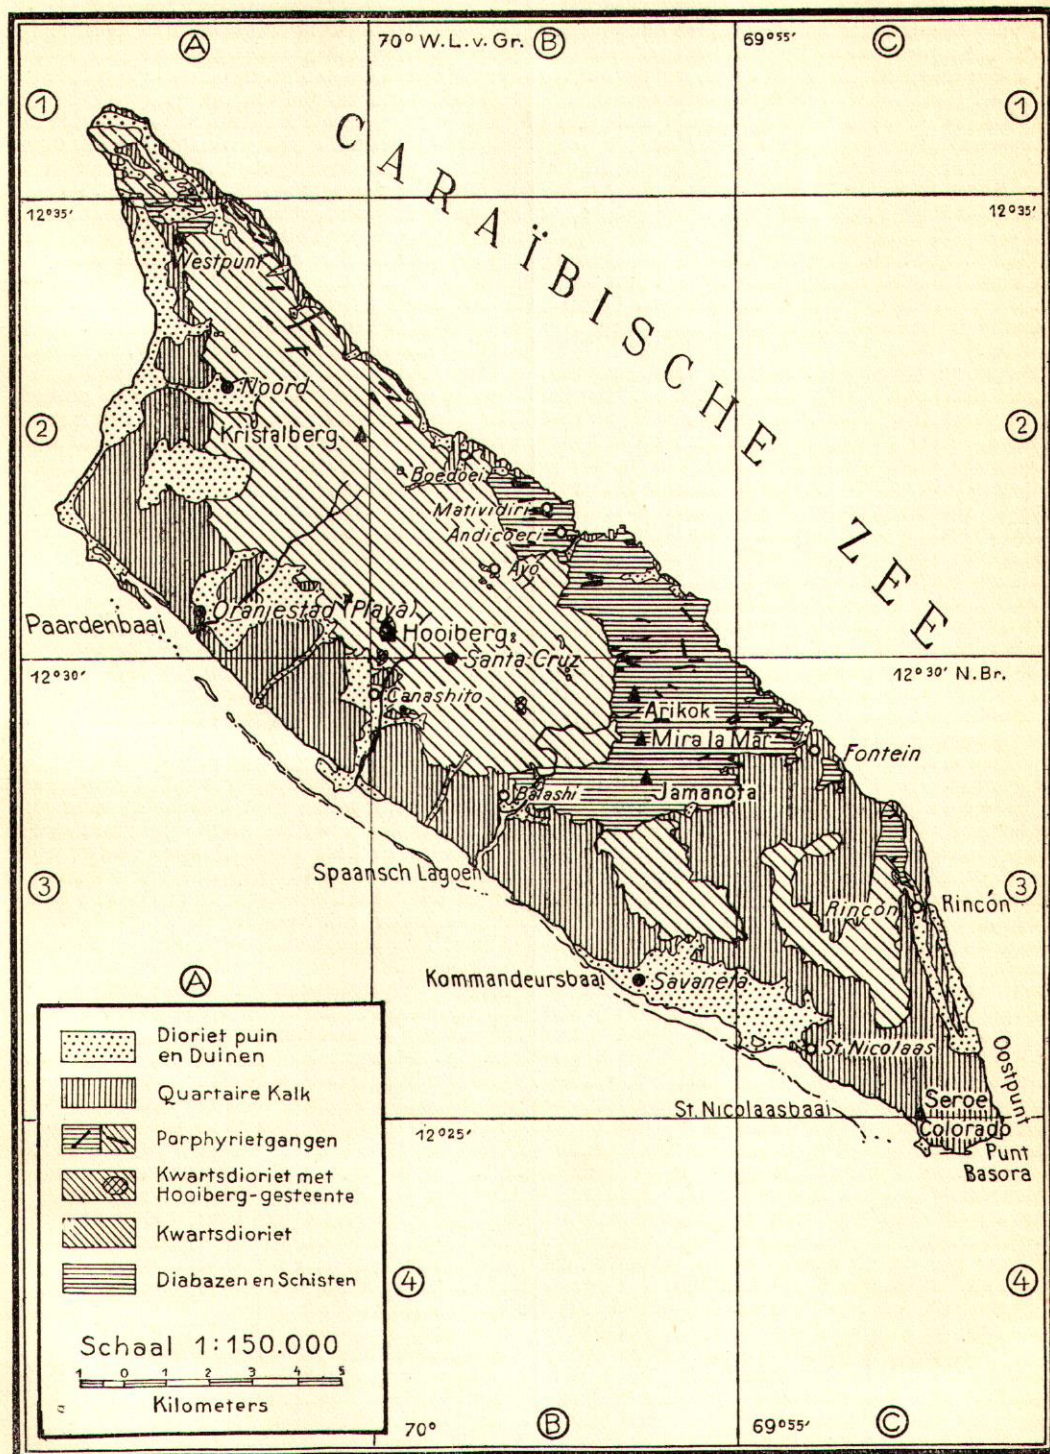 A
70° W.L.v.Gr.
B
69°55'
C
1
1
CARAÏBISCHE ZEE
12°35'
12°35'
Westpunt
Noord
2
Kristalberg
2
Boedoei
Matividiri
Andicoeri
Ayó
Oranjestad (Playa)
Paardenbaai
Hooiberg
Santa Cruz
12°30'
12°30' N.Br.
Canashito
Arikok
Mira la Mar
Fontein
Jamanota
Balashi
Spaansch Lagoen
3
3
Rincón
Rincón
A
Kommandeursbaai
Savaneta
St. Nicolaas
Oostpunt
Seroe
Colorado
St. Nicolaasbaai
12°25'
Punt
Basora
Dioriet puin
en Duinen
Quartaire Kalk
Porphyrietgangen
Kwartsdioriet met
Hooiberg-gesteente
Kwartsdioriet
Diabazen en Schisten
4
4
Schaal 1:150.000
1 0 1 2 3 4 5
Kilometers
70°
B
69°55'
C